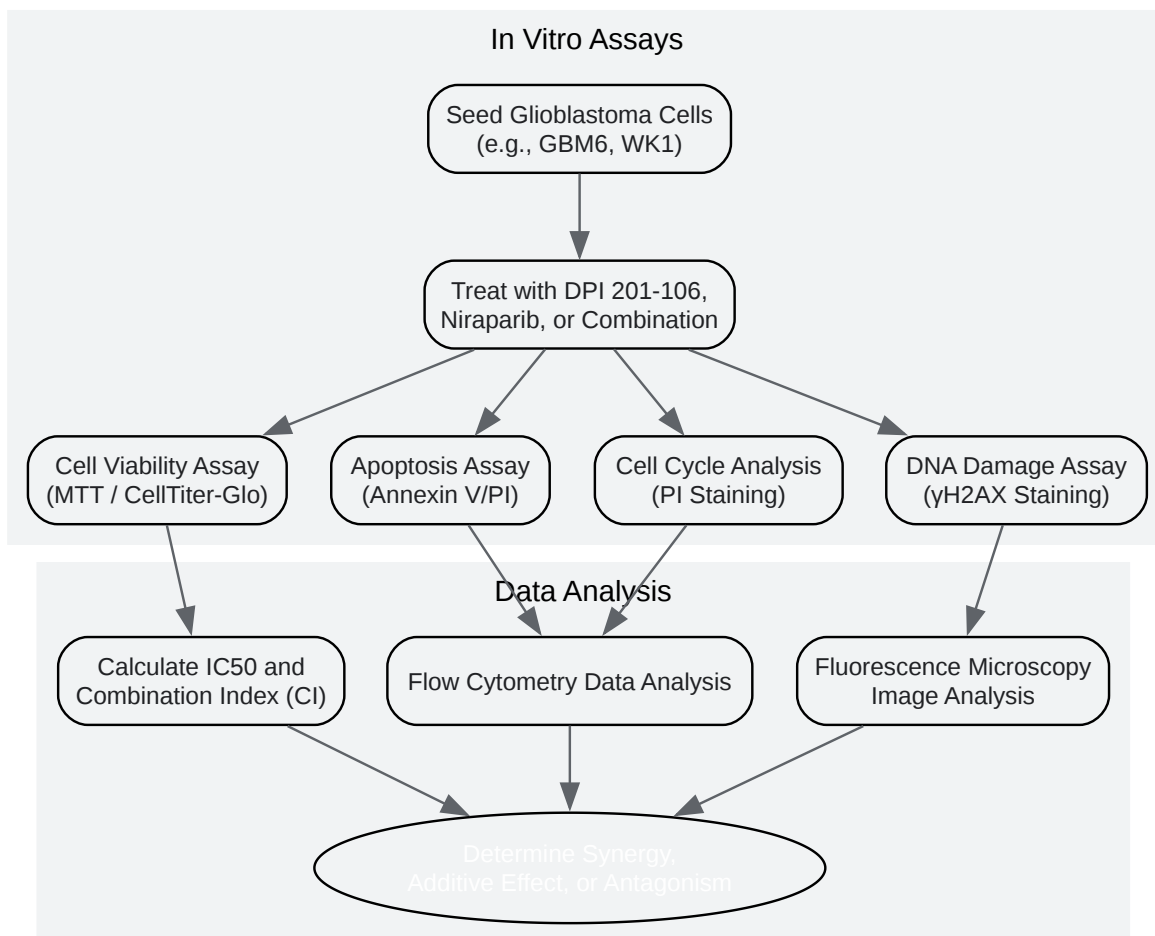 In Vitro Assays
Seed Glioblastoma Cells
(e.g., GBM6, WK1)
Treat with DPI 201-106,
Niraparib, or Combination
Cell Viability Assay
(MTT / CellTiter-Glo)
Apoptosis Assay
(Annexin V/PI)
Cell Cycle Analysis
(PI Staining)
DNA Damage Assay
(γH2AX Staining)
Data Analysis
Calculate IC50 and
Combination Index (CI)
Flow Cytometry Data Analysis
Fluorescence Microscopy
Image Analysis
Determine Synergy,
Additive Effect, or Antagonism